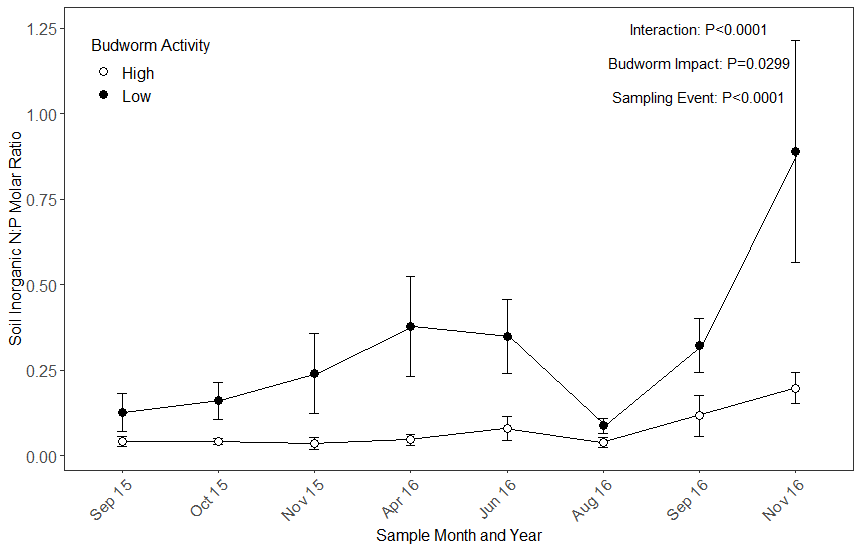 Interaction: P<0.0001
Budworm Impact: P=0.0299
Sampling Event: P<0.0001
Budworm Activity
High
Low
Soil Inorganic N:P Molar Ratio
1.25
1.00
0.75
0.50
0.25
0.00
Sep 15
Oct 15
Nov 15
Apr 16
Jun 16
Aug 16
Sep 16
Nov 16
Sample Month and Year